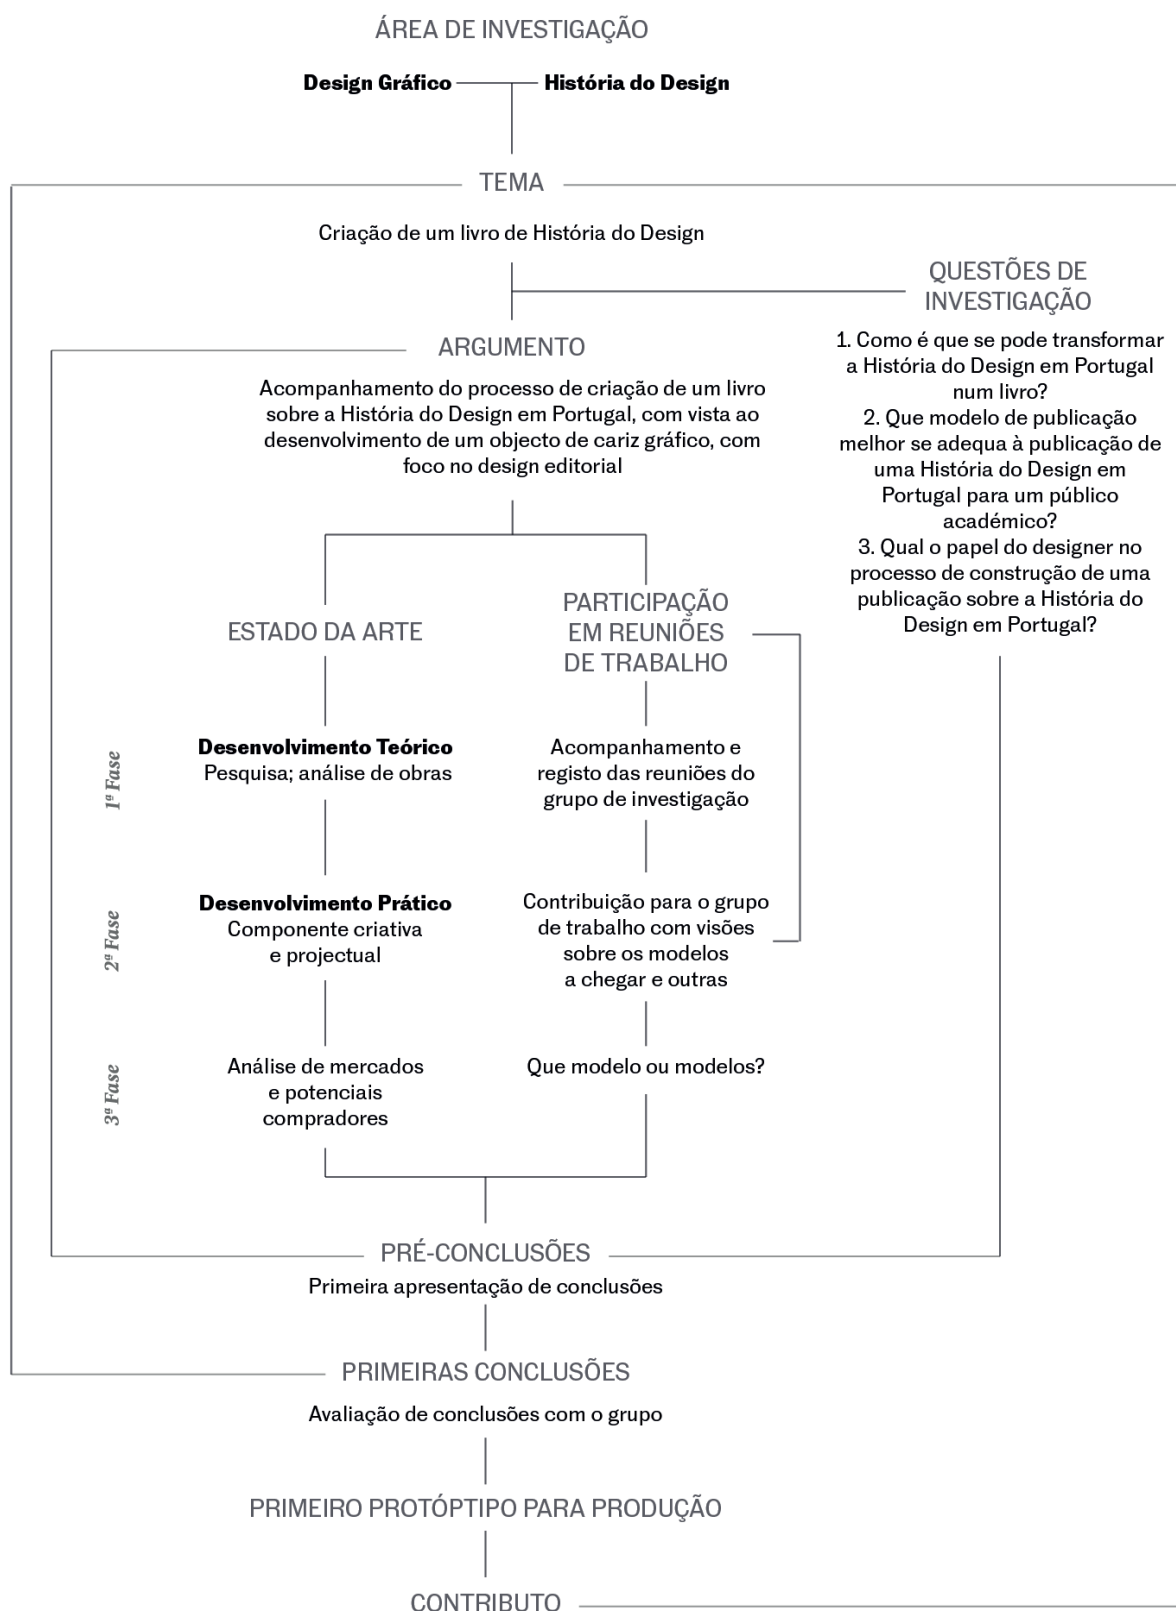 ÁREA DE INVESTIGAÇÃO
Design Gráfico
História do Design
TEMA
Criação de um livro de História do Design
QUESTÕES DE
INVESTIGAÇÃO
1. Como é que se pode transformar
a História do Design em Portugal
num livro?
2. Que modelo de publicação
melhor se adequa à publicação de
uma História do Design em
Portugal para um público
académico?
3. Qual o papel do designer no
processo de construção de uma
publicação sobre a História do
Design em Portugal?
ARGUMENTO
Acompanhamento do processo de criação de um livro
sobre a História do Design em Portugal, com vista ao
desenvolvimento de um objecto de cariz gráfico, com
foco no design editorial
ESTADO DA ARTE
PARTICIPAÇÃO
EM REUNIÕES
DE TRABALHO
1ª Fase
Desenvolvimento Teórico
Pesquisa; análise de obras
Acompanhamento e
registo das reuniões do
grupo de investigação
2ª Fase
Desenvolvimento Prático
Componente criativa
e projectual
Contribuição para o grupo
de trabalho com visões
sobre os modelos
a chegar e outras
3ª Fase
Análise de mercados
e potenciais
compradores
Que modelo ou modelos?
PRÉ-CONCLUSÕES
Primeira apresentação de conclusões
PRIMEIRAS CONCLUSÕES
Avaliação de conclusões com o grupo
PRIMEIRO PROTÓPTIPO PARA PRODUÇÃO
CONTRIBUTO